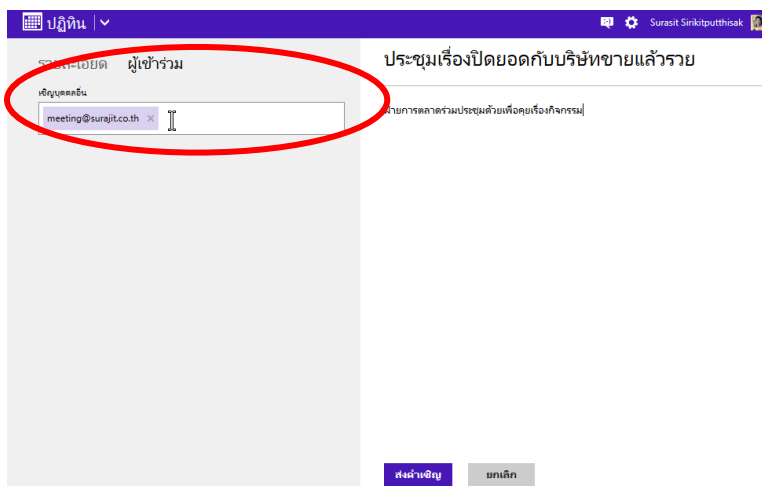 ปฏิทิน
Surasit Sirikitputthisak
รายละเอียด ผู้เข้าร่วม
เชิญบุคคลอื่น
meeting@surajit.co.th ×
ประชุมเรื่องปิดยอดกับบริษัทขายแล้วรวย
ฝ่ายการตลาดร่วมประชุมด้วยเพื่อคุยเรื่องกิจกรรม
ส่งคำเชิญ ยกเลิก